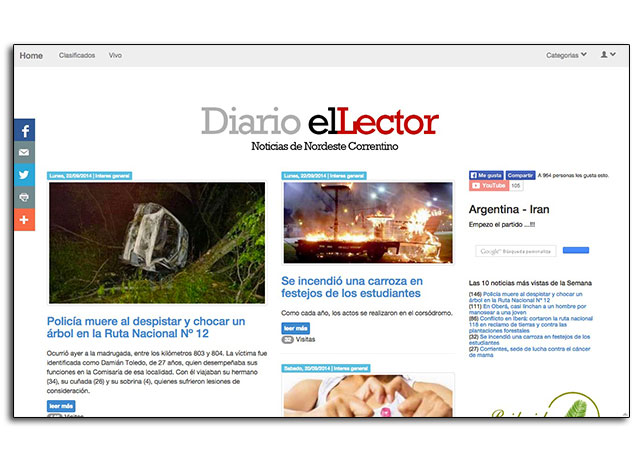 Home
Clasificados
Vivo
Categorias
Diario elLector
Noticias de Nordeste Correntino
Lunes, 22/09/2014 | Interes general
Policía muere al despistar y chocar un
árbol en la Ruta Nacional Nº 12
Ocurrió ayer a la madrugada, entre los kilómetros 803 y 804. La víctima fue
identificada como Damián Toledo, de 27 años, quien desempeñaba sus
funciones en la Comisaría de esa localidad. Con él viajaban su hermano
(34), su cuñada (26) y su sobrina (4), quienes sufrieron lesiones de
consideración.
leer más
Visitas
Lunes, 22/09/2014 | Interes general
Se incendió una carroza en
festejos de los estudiantes
Como cada año, los actos se realizaron en el corsódromo.
leer más
32 Visitas
Sabado, 20/09/2014 | Interes general
Me gusta
Compartir
A 964 personas les gusta esto.
YouTube
105
Argentina - Iran
Empezo el partido ...!!!
Google Búsqueda personalizada
Las 10 noticias más vistas de la Semana
(146) Policía muere al despistar y chocar un
árbol en la Ruta Nacional Nº 12
(111) En Oberá, casi linchan a un hombre por
manosear a una joven
(86) Conflicto en Iberá: cortaron la ruta nacional
118 en reclamo de tierras y contra las
plantaciones forestales
(32) Se incendió una carroza en festejos de los
estudiantes
(27) Corrientes, sede de lucha contra el cáncer
de mama